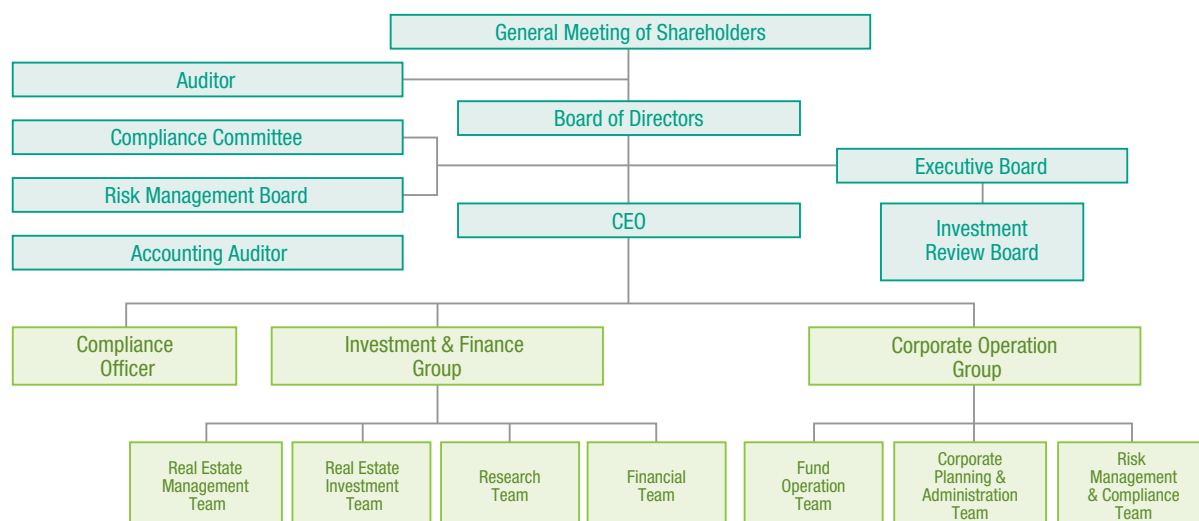 General Meeting of Shareholders
Auditor
Board of Directors
Compliance Committee
Executive Board
Risk Management Board
CEO
Investment
Review Board
Accounting Auditor
Compliance
Officer
Investment & Finance
Group
Corporate Operation
Group
Real Estate
Management
Team
Real Estate
Investment
Team
Research
Team
Financial
Team
Fund
Operation
Team
Corporate
Planning &
Administration
Team
Risk
Management
& Compliance
Team